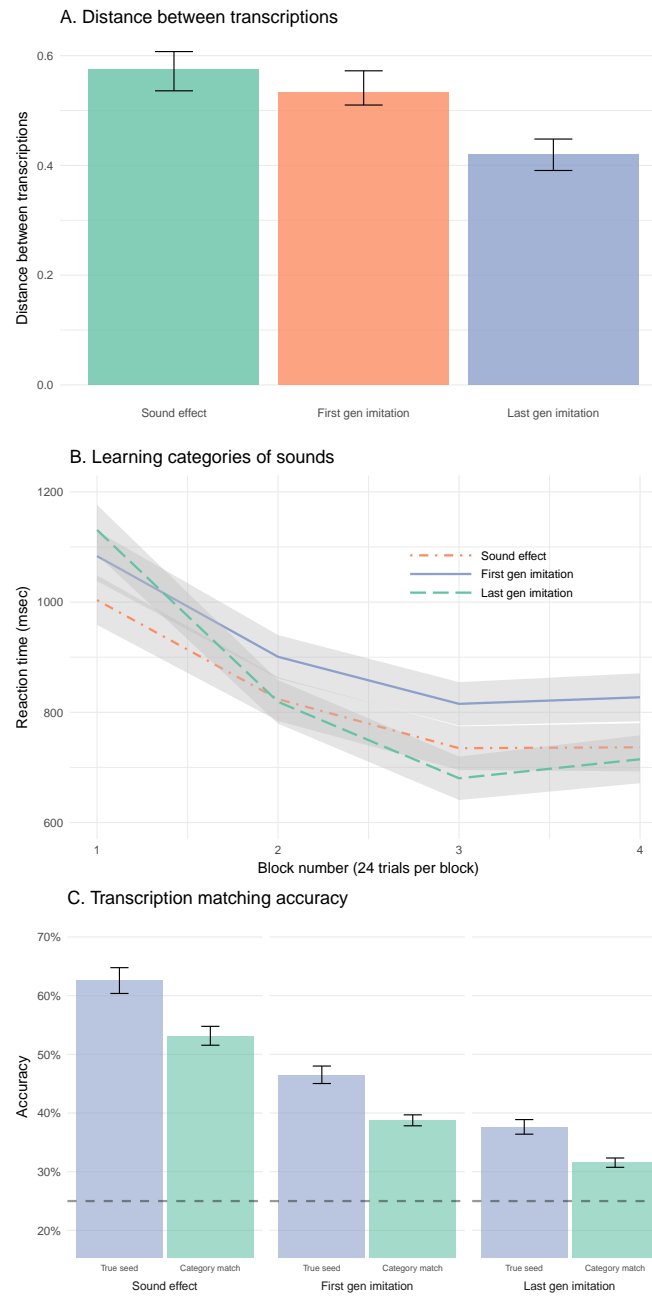 A. Distance between transcriptions
0.6
0.4
0.2
0.0
Distance between transcriptions
Sound effect
First gen imitation
Last gen imitation
B. Learning categories of sounds
1200
1000
800
600
Reaction time (msec)
Sound effect
First gen imitation
Last gen imitation
1
2
3
4
Block number (24 trials per block)
C. Transcription matching accuracy
70%
60%
50%
40%
30%
20%
Accuracy
True seed
Category match
True seed
Category match
True seed
Category match
Sound effect
First gen imitation
Last gen imitation